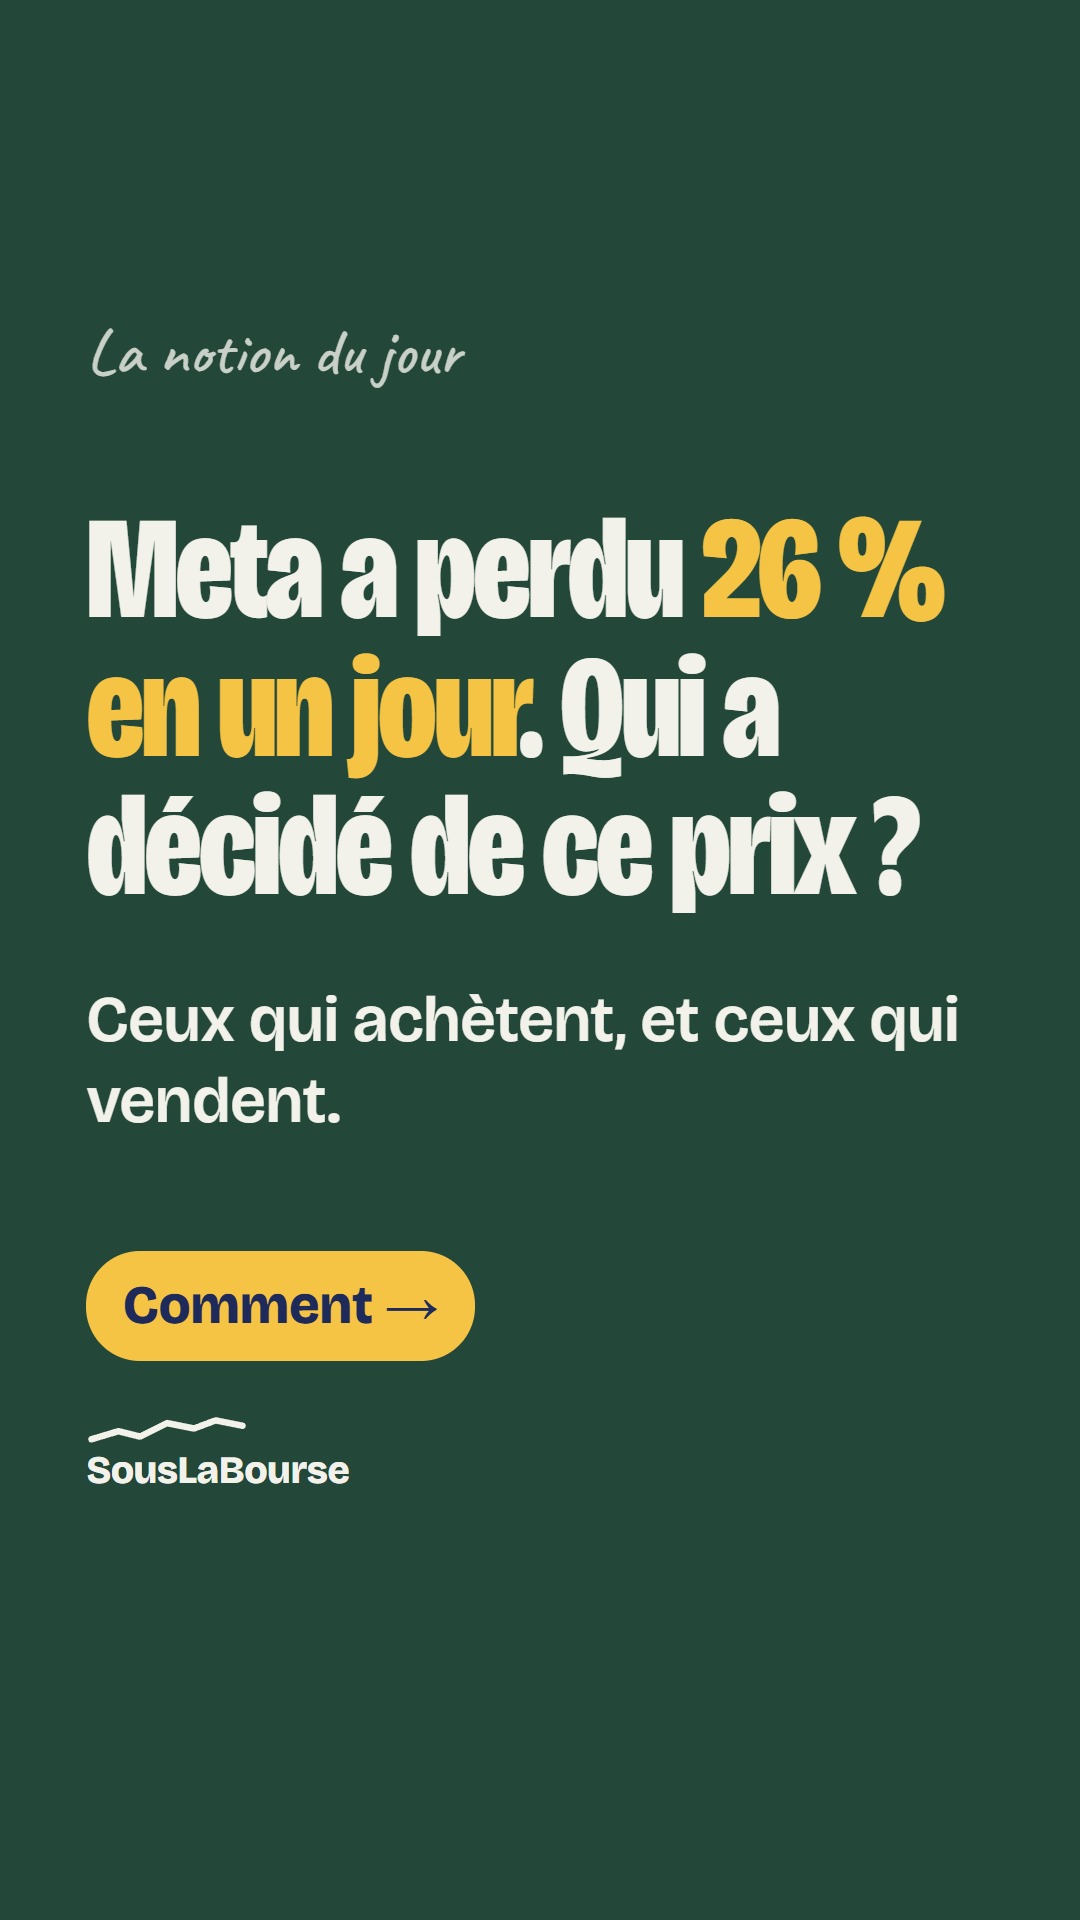 La notion du jour
Meta a perdu 26 %
en un jour. Qui a
décidé de ce prix ?
Ceux qui achètent, et ceux qui
vendent.
Comment →
SousLaBourse